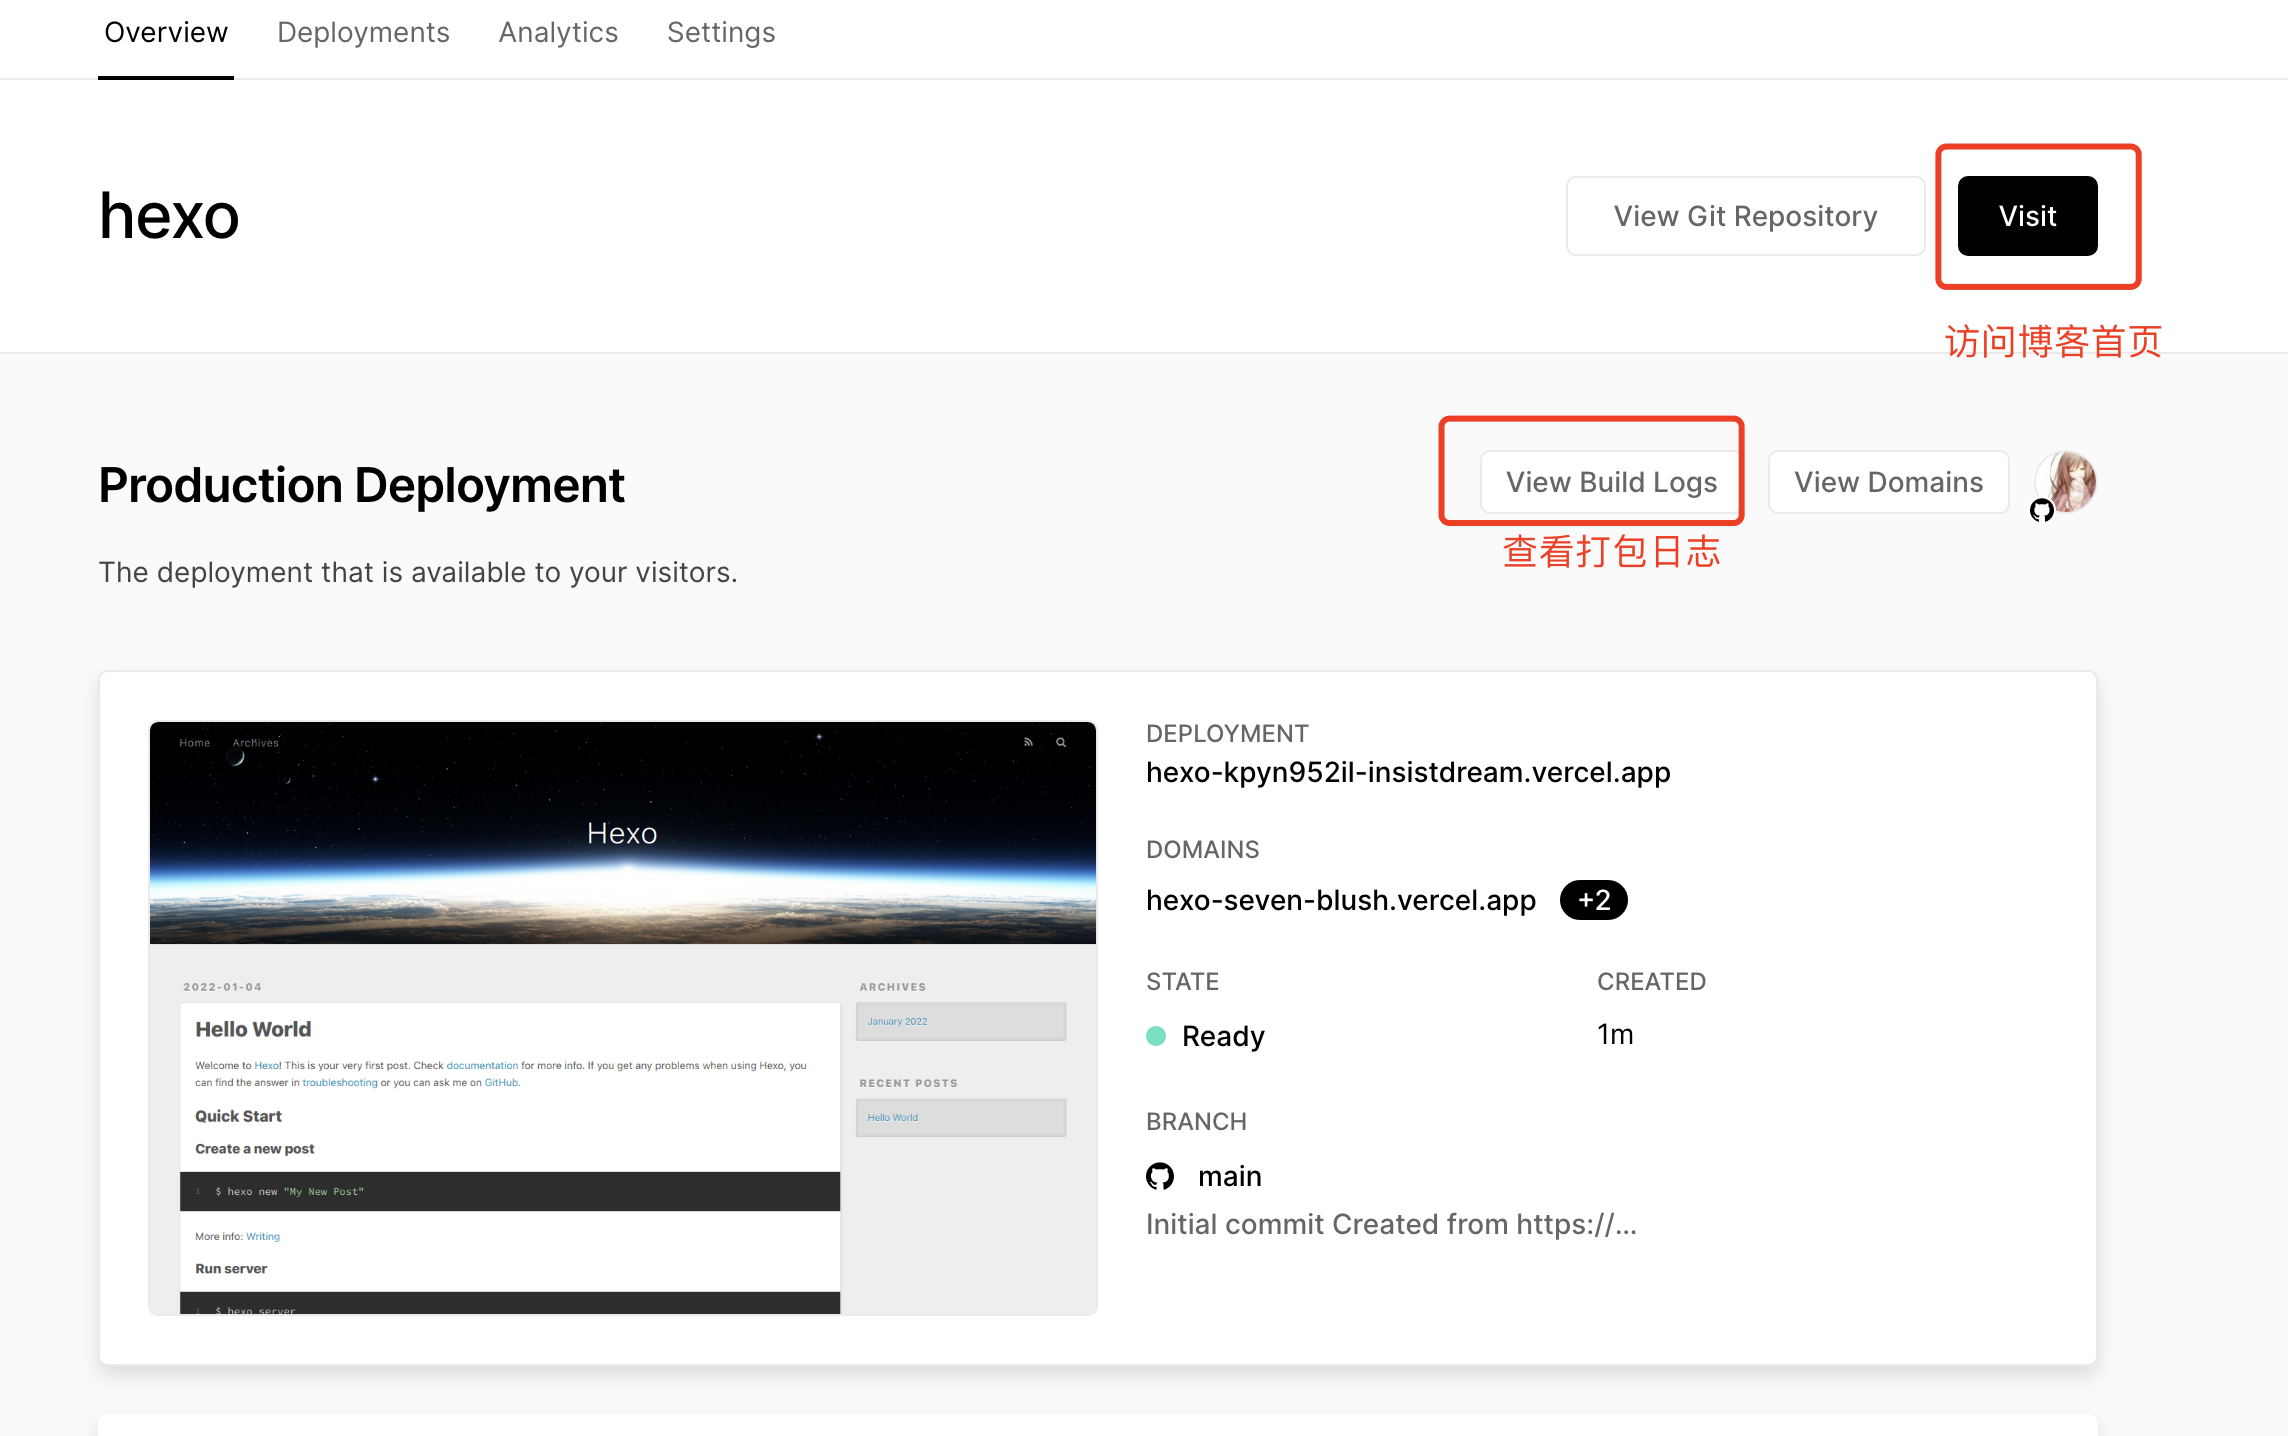 Overview Deployments Analytics Settings
hexo
View Git Repository
Visit
访问博客首页
Production Deployment
View Build Logs
View Domains
查看打包日志
The deployment that is available to your visitors.
Home Archives
Hexo
2022-01-04
Hello World
Welcome to Hexo! This is your very first post. Check documentation for more info. If you get any problems when using Hexo, you
can find the answer in troubleshooting or you can ask me on GitHub.
Quick Start
Create a new post
1 $ hexo new "My New Post"
More info: Writing
Run server
1 $ hexo server
ARCHIVES
January 2022
RECENT POSTS
Hello World
DEPLOYMENT
hexo-kpyn952il-insistdream.vercel.app
DOMAINS
hexo-seven-blush.vercel.app +2
STATE
Ready
CREATED
1m
BRANCH
main
Initial commit Created from https://...